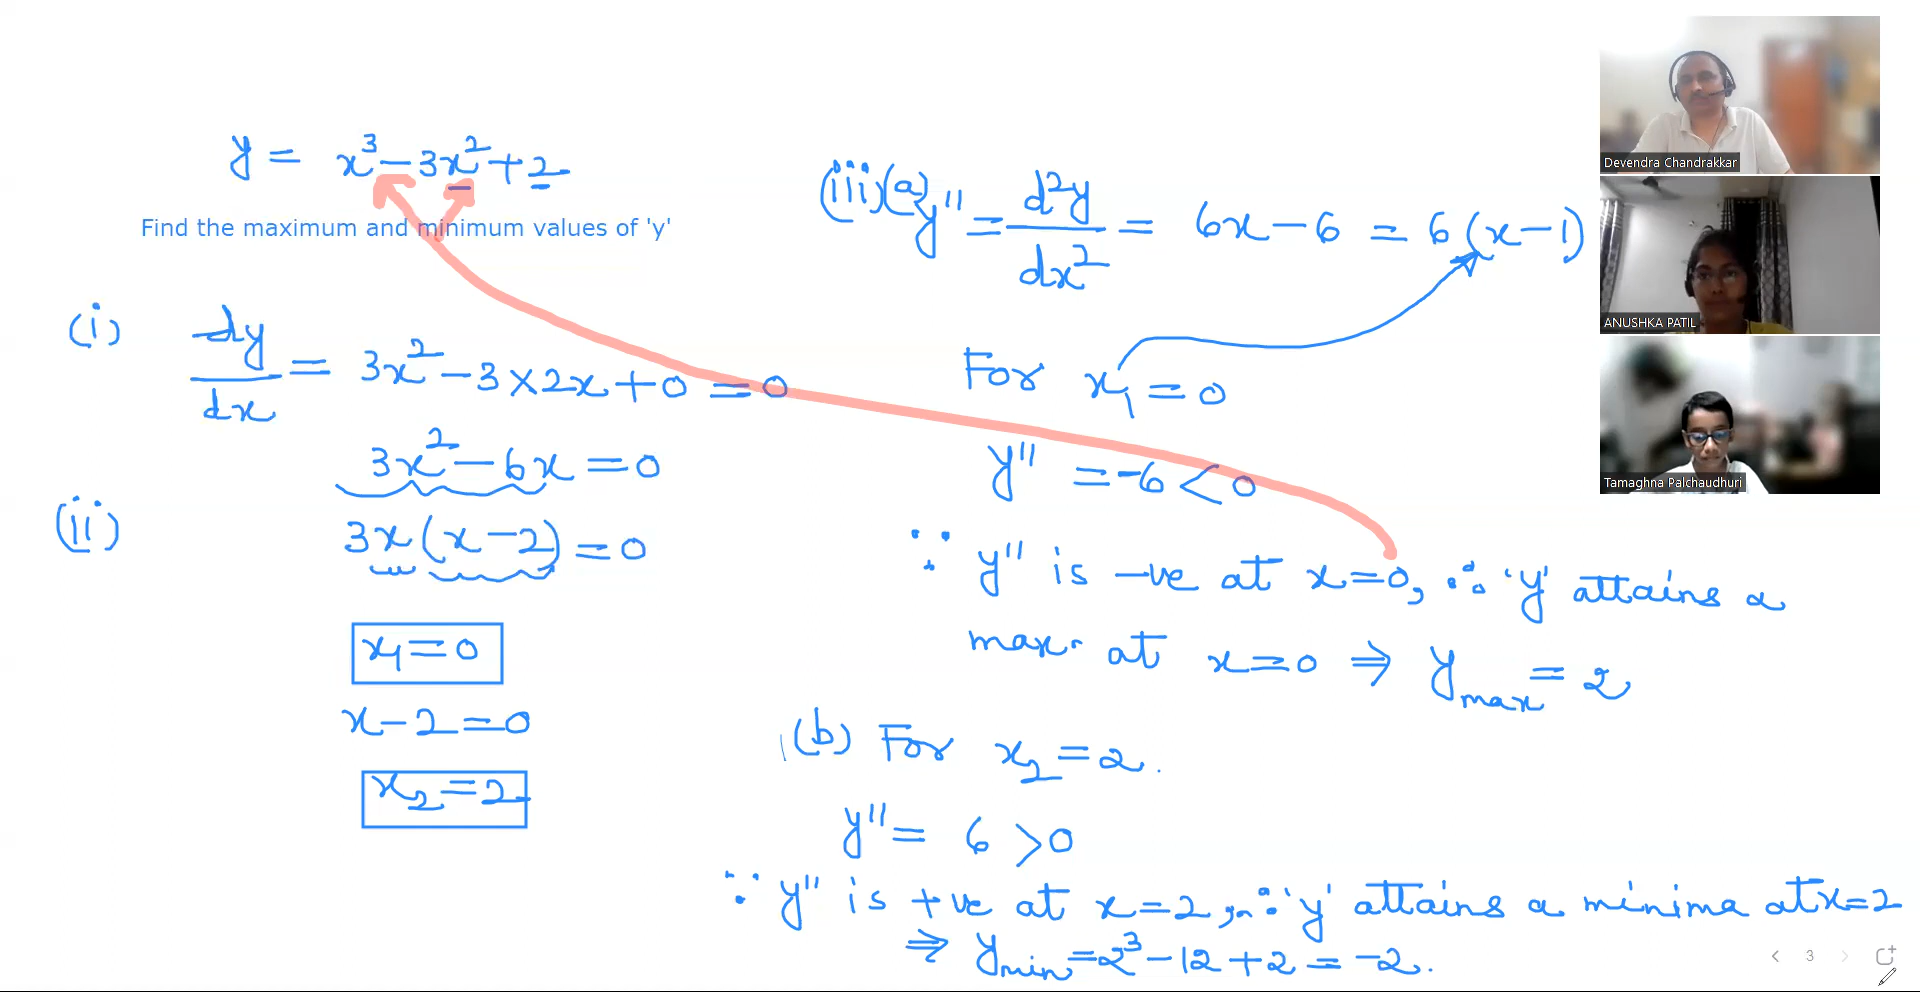 y = x³ - 3x² + 2
Find the maximum and minimum values of 'y'
(i) dy/dx = 3x² - 3 × 2x + 0 = 0
3x² - 6x = 0
(ii) 3x (x - 2) = 0
x₁ = 0
x - 2 = 0
x₂ = 2
(iii) (a) y'' = d²y/dx² = 6x - 6 = 6 (x - 1)
For x₁ = 0
y'' = -6 < 0
∵ y'' is -ve at x = 0, ∴ 'y' attains a
max. at x = 0 ⇒ y max = 2
(b) For x₂ = 2.
y'' = 6 > 0
∵ y'' is +ve at x = 2, ∴ 'y' attains a minima at x = 2
⇒ y min = 2³ - 12 + 2 = -2.
Devendra Chandrakkar
ANUSHKA PATIL
Tamaghna Palchaudhuri
3